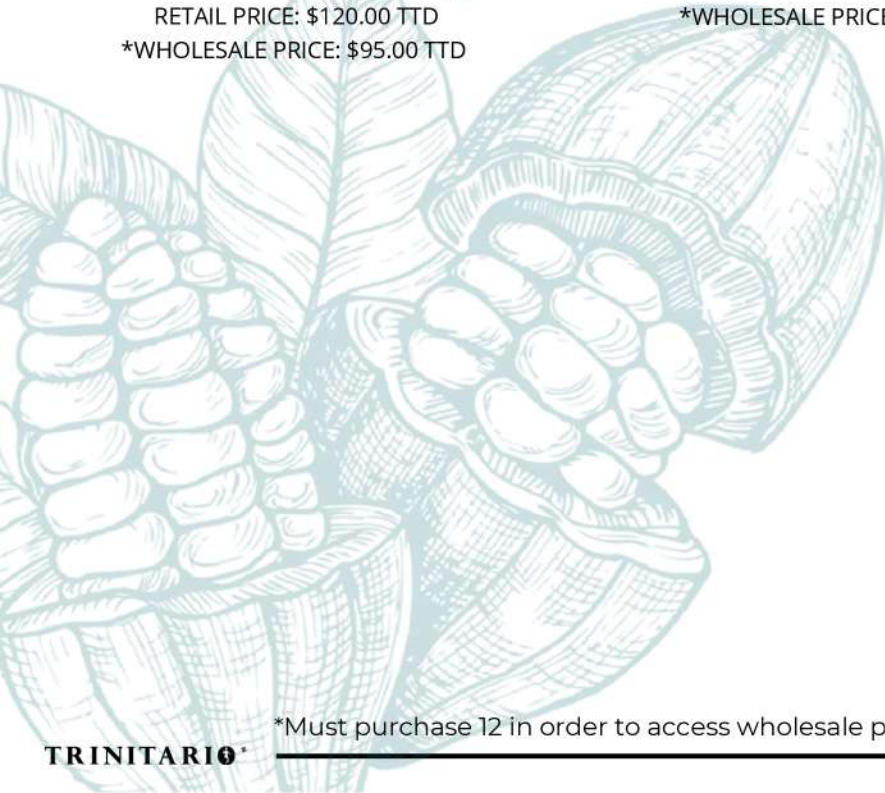 RETAIL PRICE: $120.00 TTD
*WHOLESALE PRICE: $95.00 TTD
*WHOLESALE PRICE
*Must purchase 12 in order to access wholesale p
TRINITARIO